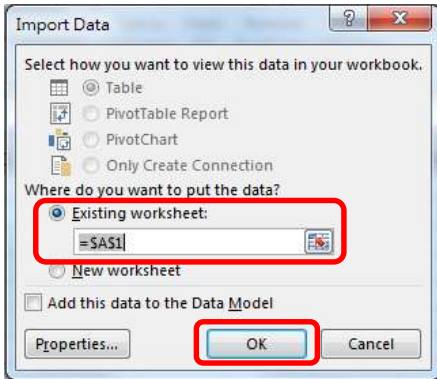 Import Data
Select how you want to view this data in your workbook.
Table
PivotTable Report
PivotChart
Only Create Connection
Where do you want to put the data?
Existing worksheet:
=$A$1
New worksheet
Add this data to the Data Model
Properties... OK Cancel